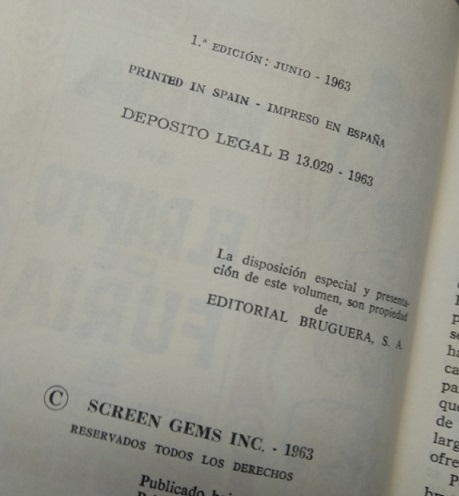 1.ª EDICIÓN: JUNIO - 1963
PRINTED IN SPAIN - IMPRESO EN ESPAÑA
DEPOSITO LEGAL B 13.029 - 1963
La disposición especial y presenta-
ción de este volumen, son propiedad
de
EDITORIAL BRUGUERA, S. A.
© SCREEN GEMS INC. - 1963
RESERVADOS TODOS LOS DERECHOS
Publicado